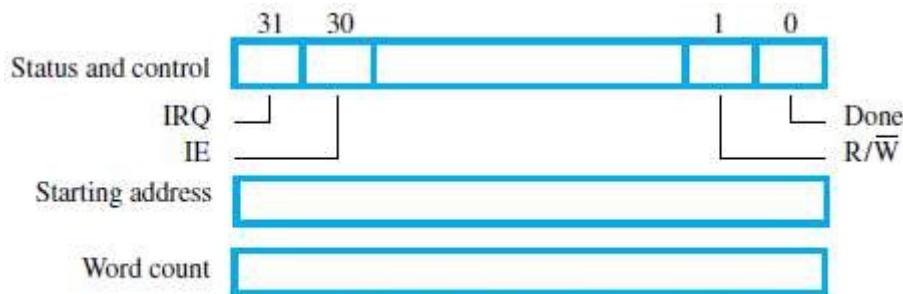 31 30 1 0
Status and control
IRQ Done
IE R/W̅
Starting address
Word count